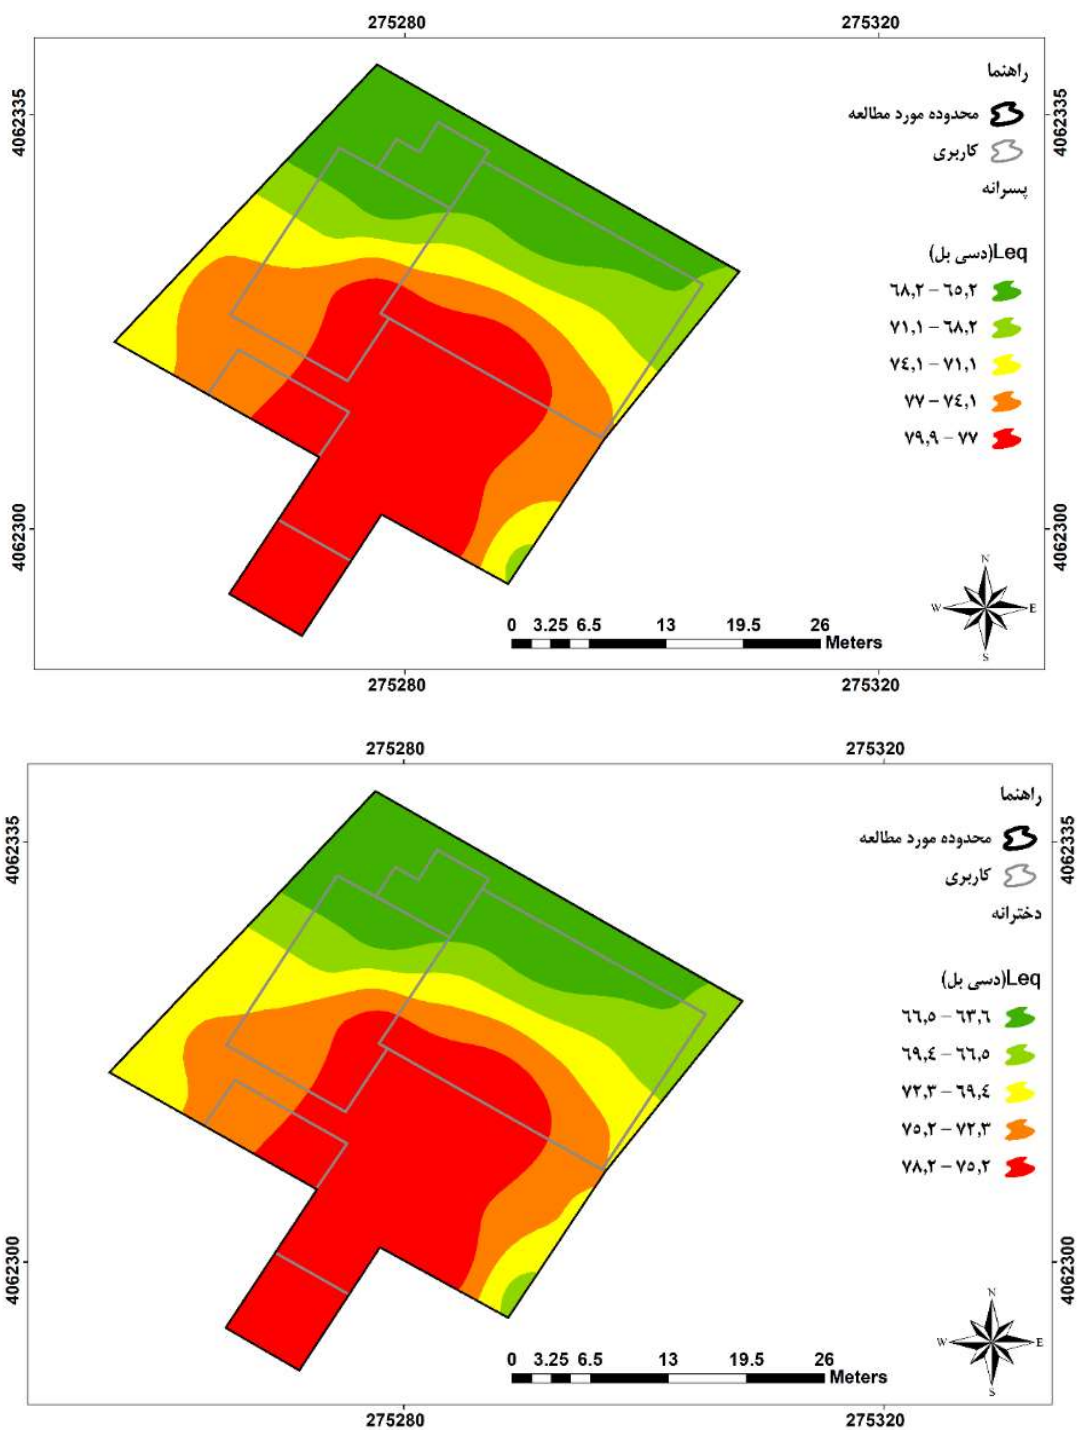 275280 275320
راهنما
محدوده مورد مطالعه
کاربری
پسرانه
Leq(دسی بل)
٦٥,٢ – ٦٨,٢
٦٨,٢ – ٧١,١
٧١,١ – ٧٤,١
٧٤,١ – ٧٧
٧٧ – ٧٩,٩
4062335 4062335
4062300 4062300
N
W E
S
0 3.25 6.5 13 19.5 26
Meters
275280 275320
275280 275320
راهنما
محدوده مورد مطالعه
کاربری
دخترانه
Leq(دسی بل)
٦٣,٦ – ٦٦,٥
٦٦,٥ – ٦٩,٤
٦٩,٤ – ٧٢,٣
٧٢,٣ – ٧٥,٢
٧٥,٢ – ٧٨,٢
4062335 4062335
4062300 4062300
N
W E
S
0 3.25 6.5 13 19.5 26
Meters
275280 275320